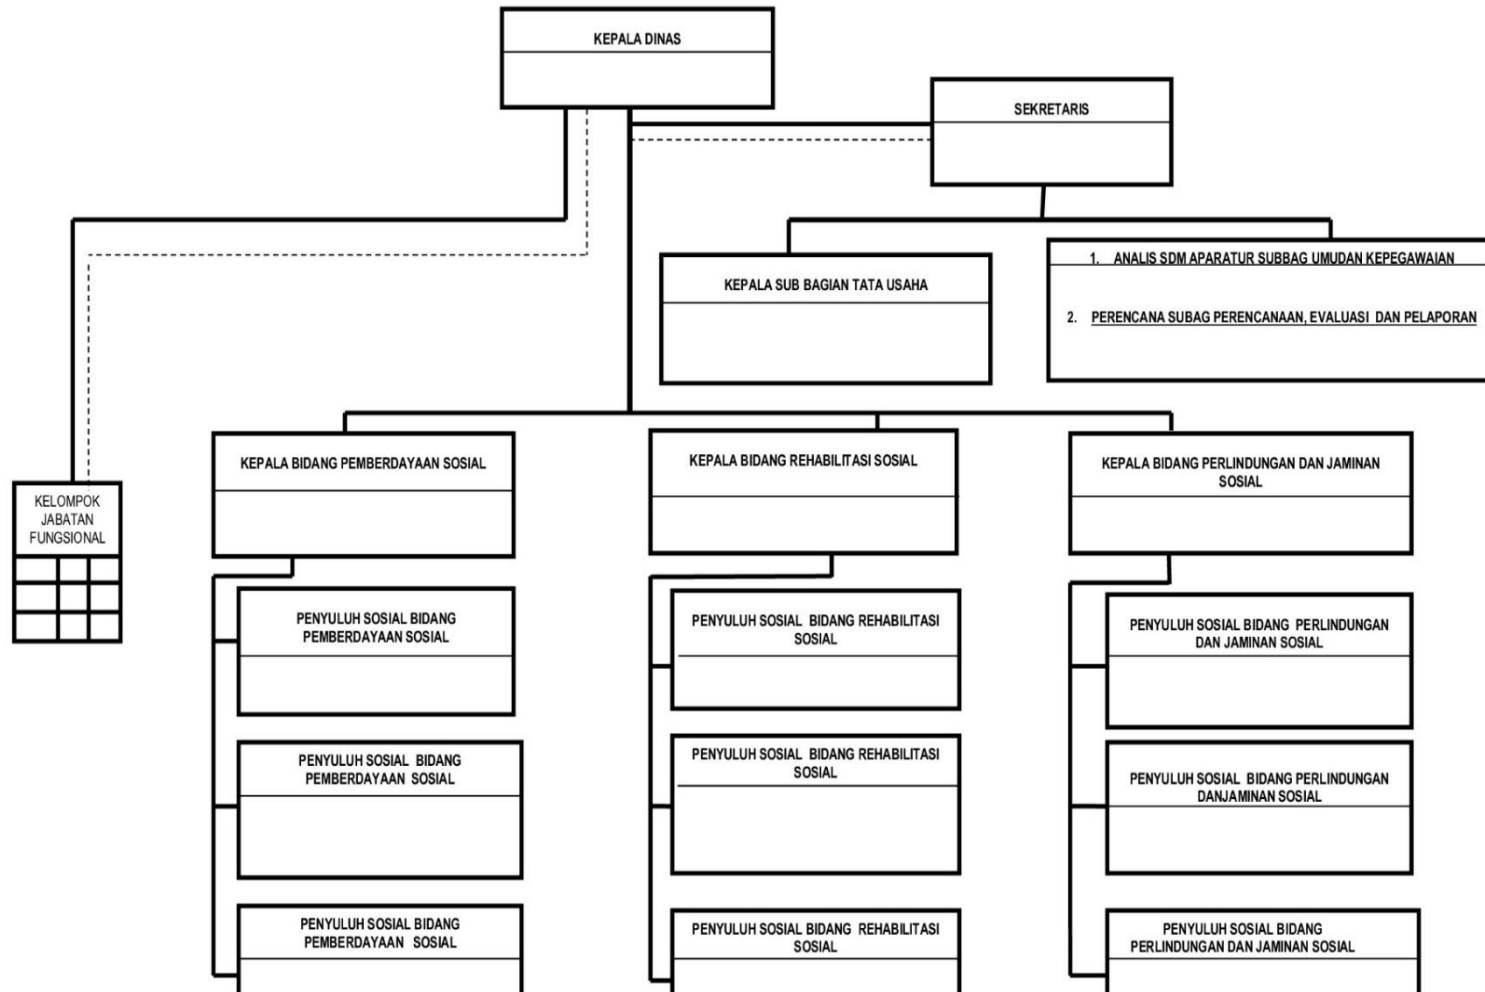 KEPALA DINAS
SEKRETARIS
KEPALA SUB BAGIAN TATA USAHA
1. ANALIS SDM APARATUR SUBBAG UMUDAN KEPEGAWAIAN
2. PERENCANA SUBAG PERENCANAAN, EVALUASI DAN PELAPORAN
KELOMPOK
JABATAN
FUNGSIONAL
KEPALA BIDANG PEMBERDAYAAN SOSIAL
PENYULUH SOSIAL BIDANG
PEMBERDAYAAN SOSIAL
PENYULUH SOSIAL BIDANG
PEMBERDAYAAN SOSIAL
PENYULUH SOSIAL BIDANG
PEMBERDAYAAN SOSIAL
KEPALA BIDANG REHABILITASI SOSIAL
PENYULUH SOSIAL BIDANG REHABILITASI
SOSIAL
PENYULUH SOSIAL BIDANG REHABILITASI
SOSIAL
PENYULUH SOSIAL BIDANG REHABILITASI
SOSIAL
KEPALA BIDANG PERLINDUNGAN DAN JAMINAN
SOSIAL
PENYULUH SOSIAL BIDANG PERLINDUNGAN
DAN JAMINAN SOSIAL
PENYULUH SOSIAL BIDANG PERLINDUNGAN
DANJAMINAN SOSIAL
PENYULUH SOSIAL BIDANG
PERLINDUNGAN DAN JAMINAN SOSIAL